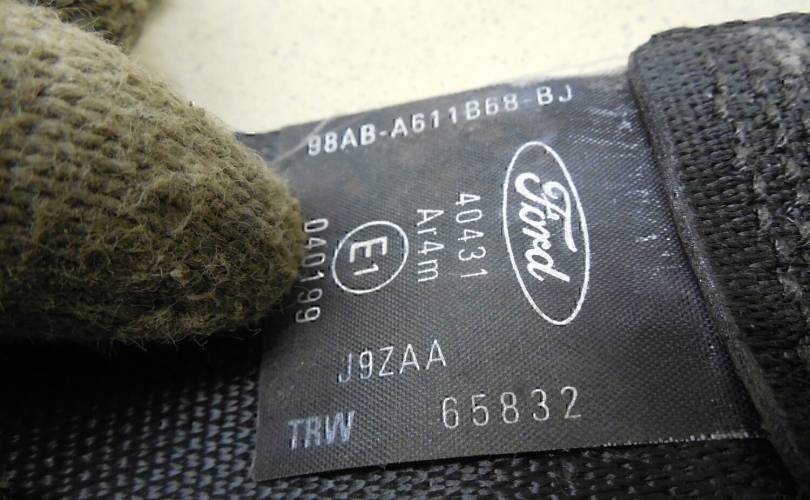 98AB-A611B68-BJ
Ford
40431
Ar4m
E1
040199
J9ZAA
TRW
65832